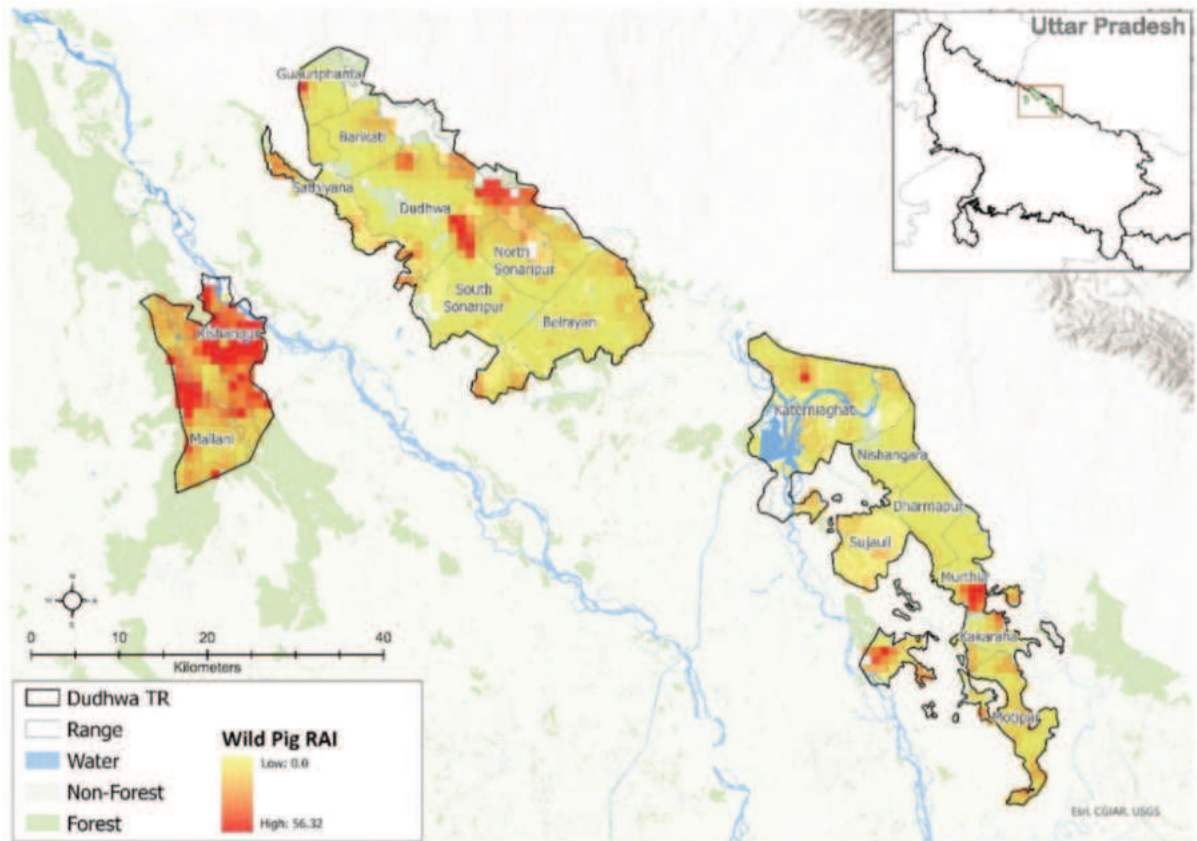 Uttar Pradesh
Gauriphanta
Bankati
Sathiyana
Dudhwa
North
Sonaripur
South
Sonaripur
Belrayan
Kishanpur
Mailani
Katerniaghat
Nishangara
Dharmapur
Sujauli
Murthia
Kakaraha
Motipur
0 10 20 40
Kilometers
Dudhwa TR
Range
Water
Non-Forest
Forest
Wild Pig RAI
Low: 0.0
High: 56.32
Esri, CGIAR, USGS